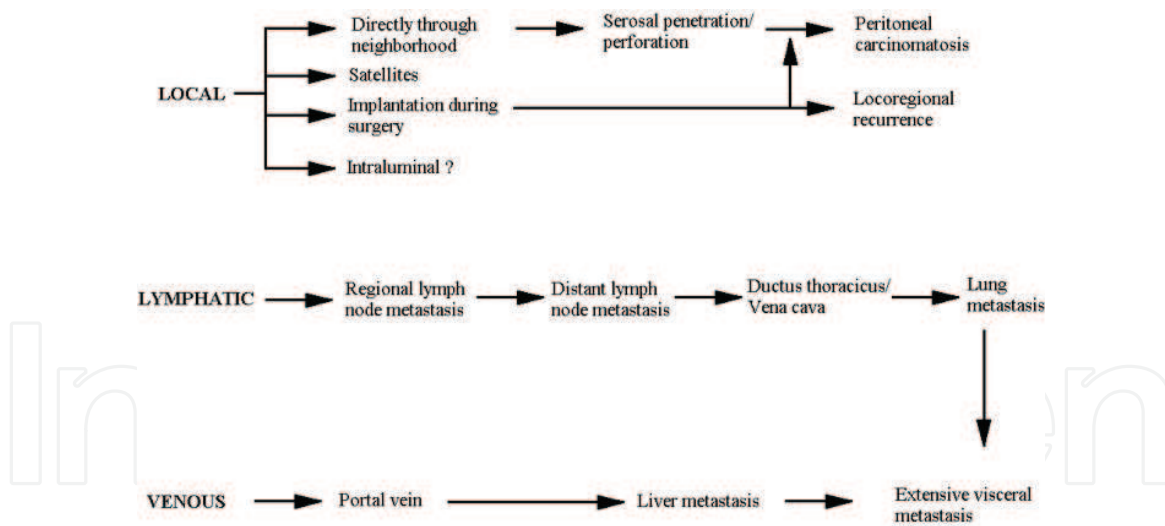 Directly through
neighborhood
Serosal penetration/
perforation
Peritoneal
carcinomatosis
Satellites
LOCAL
Implantation during
surgery
Locoregional
recurrence
Intraluminal ?
LYMPHATIC
Regional lymph
node metastasis
Distant lymph
node metastasis
Ductus thoracicus/
Vena cava
Lung
metastasis
VENOUS
Portal vein
Liver metastasis
Extensive visceral
metastasis